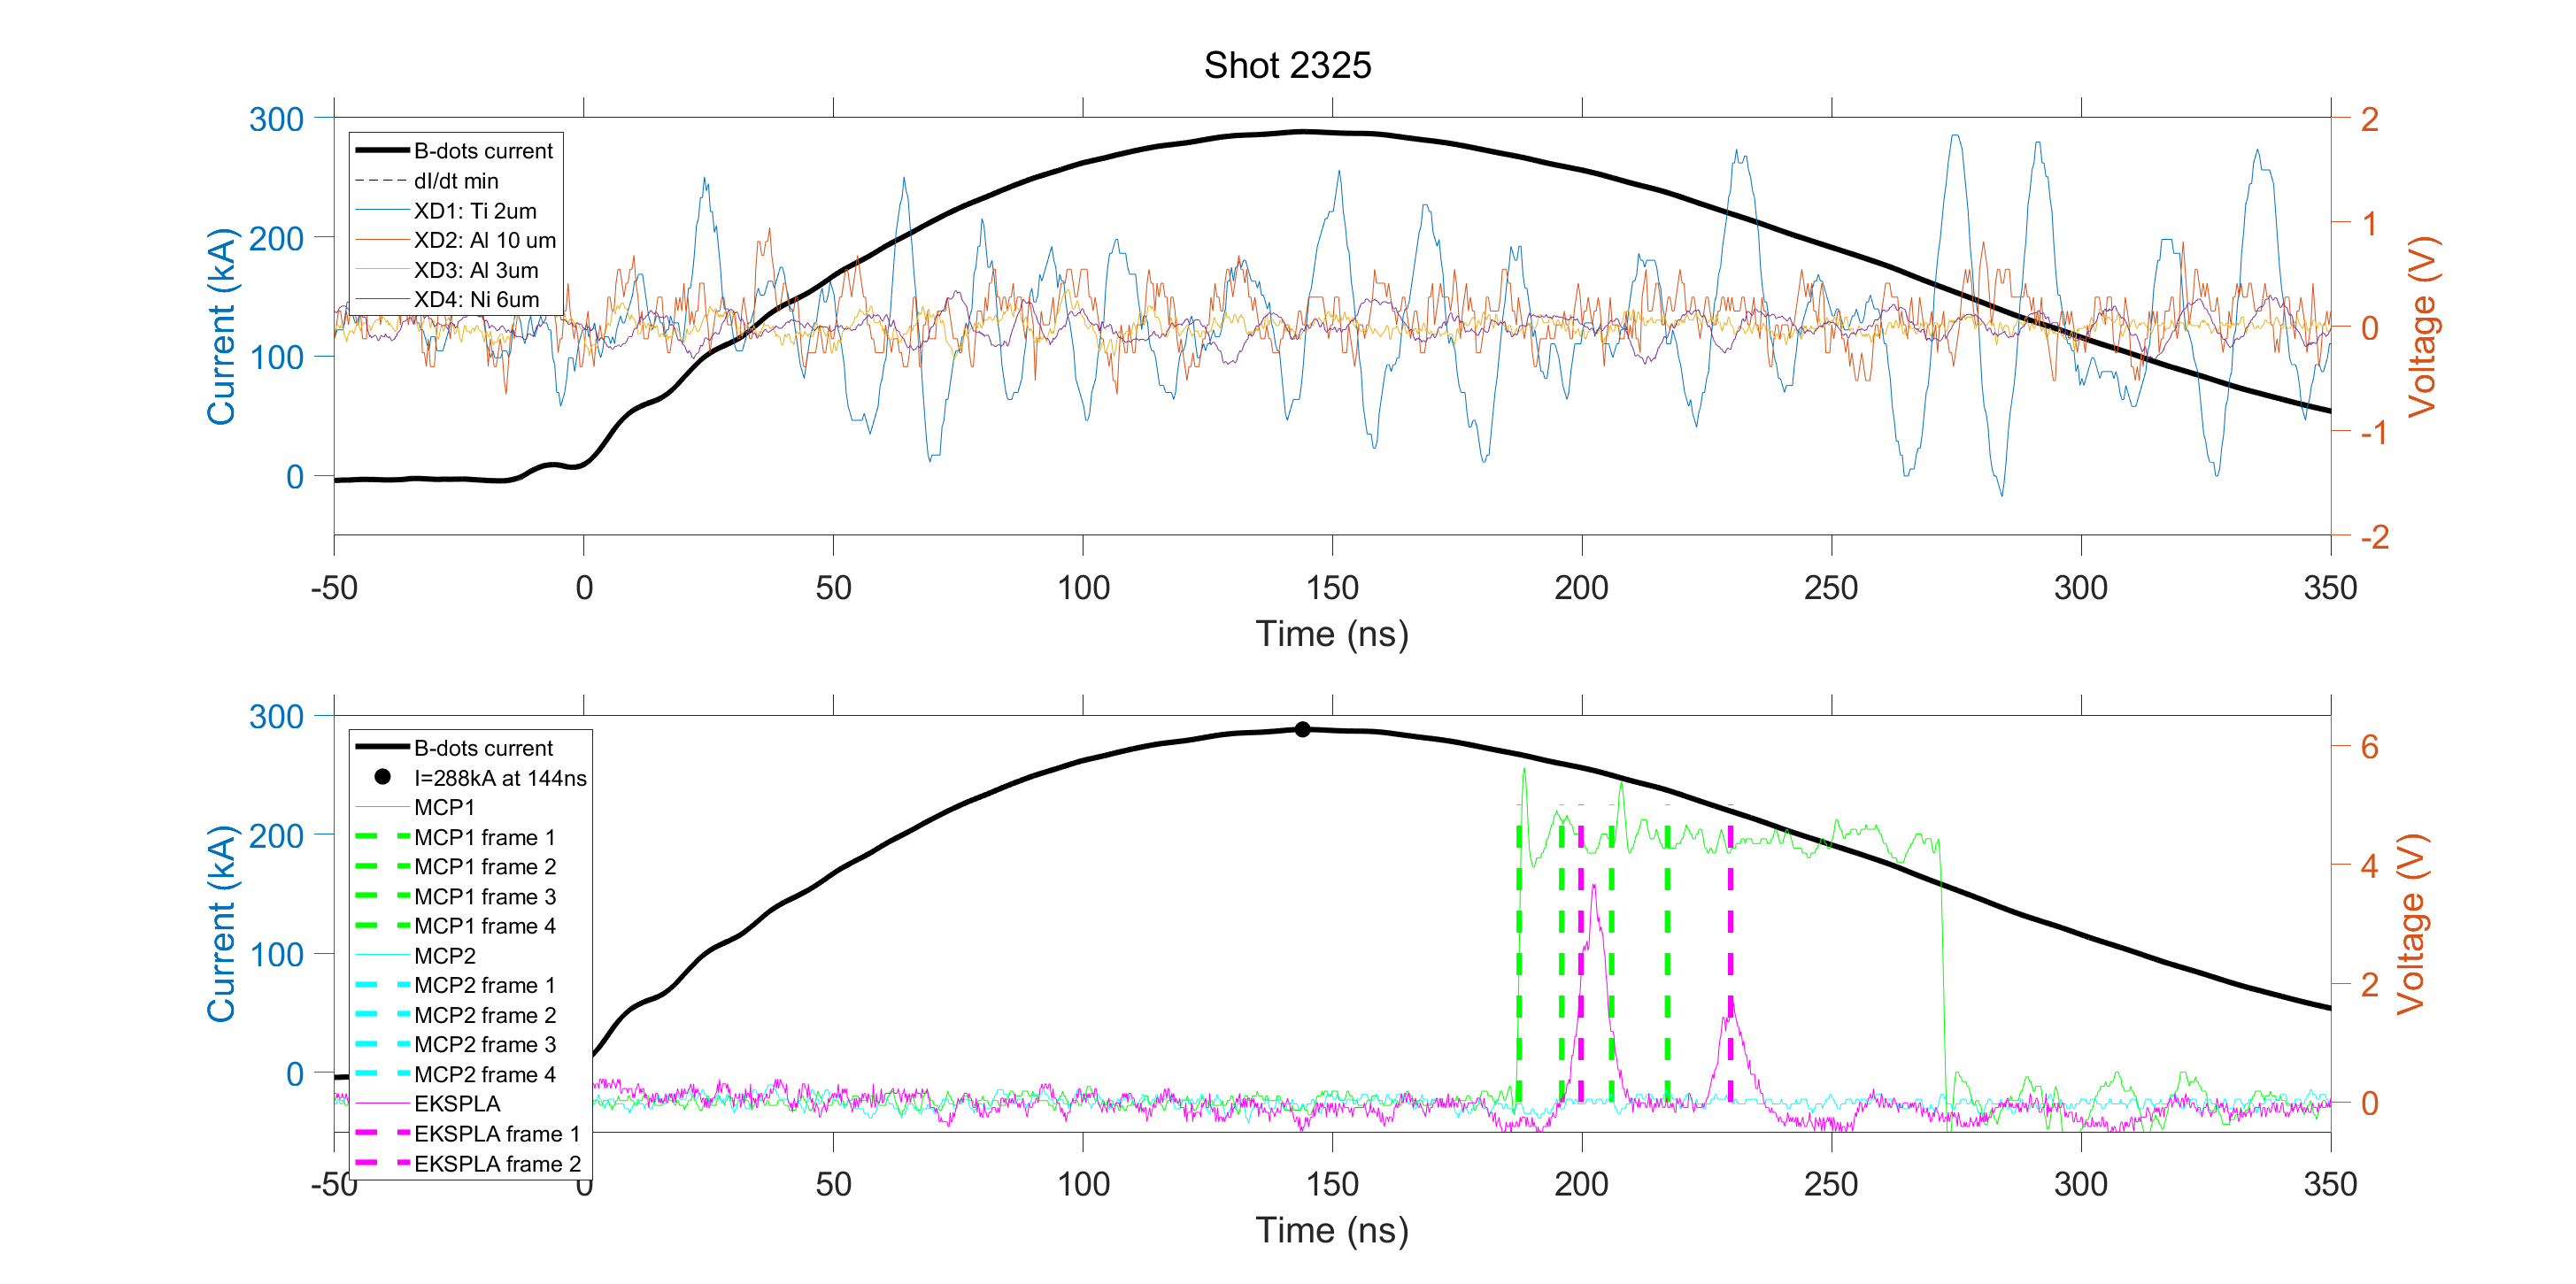 Shot 2325
300
200
100
0
Current (kA)
2
1
0
-1
-2
Voltage (V)
B-dots current
dI/dt min
XD1: Ti 2um
XD2: Al 10 um
XD3: Al 3um
XD4: Ni 6um
-50 0 50 100 150 200 250 300 350
Time (ns)
300
200
100
0
Current (kA)
6
4
2
0
Voltage (V)
B-dots current
I=288kA at 144ns
MCP1
MCP1 frame 1
MCP1 frame 2
MCP1 frame 3
MCP1 frame 4
MCP2
MCP2 frame 1
MCP2 frame 2
MCP2 frame 3
MCP2 frame 4
EKSPLA
EKSPLA frame 1
EKSPLA frame 2
-50 0 50 100 150 200 250 300 350
Time (ns)